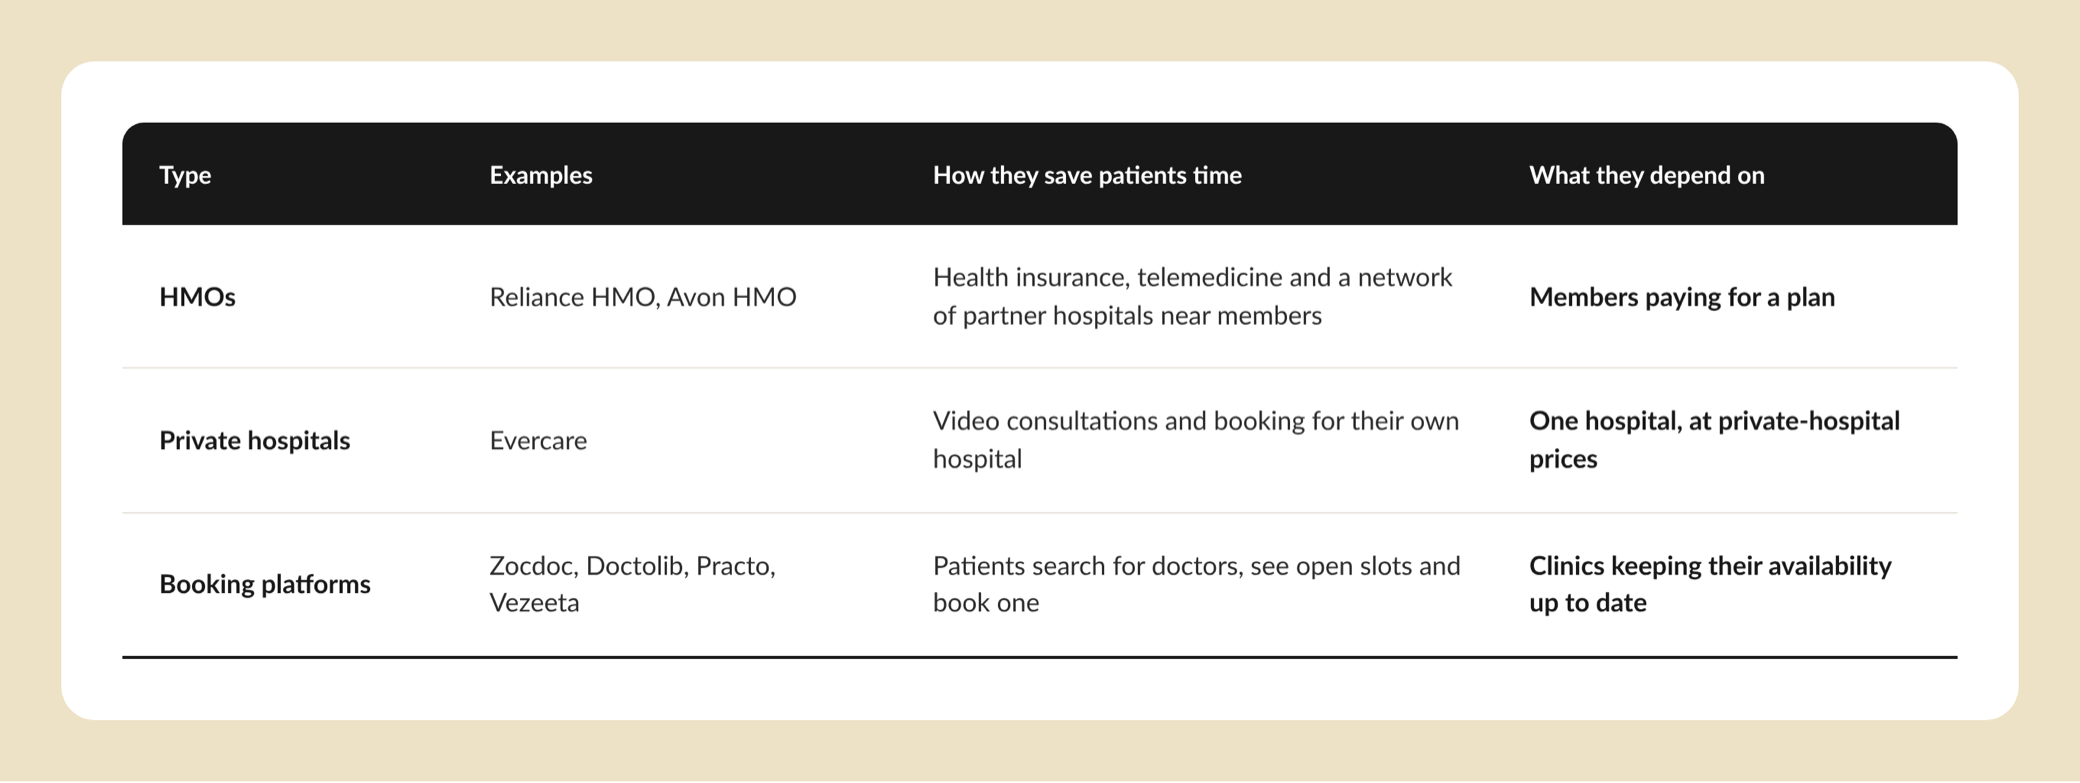 Type
Examples
How they save patients time
What they depend on
HMOs
Reliance HMO, Avon HMO
Health insurance, telemedicine and a network
of partner hospitals near members
Members paying for a plan
Private hospitals
Evercare
Video consultations and booking for their own
hospital
One hospital, at private-hospital
prices
Booking platforms
Zocdoc, Doctolib, Practo,
Vezeeta
Patients search for doctors, see open slots and
book one
Clinics keeping their availability
up to date